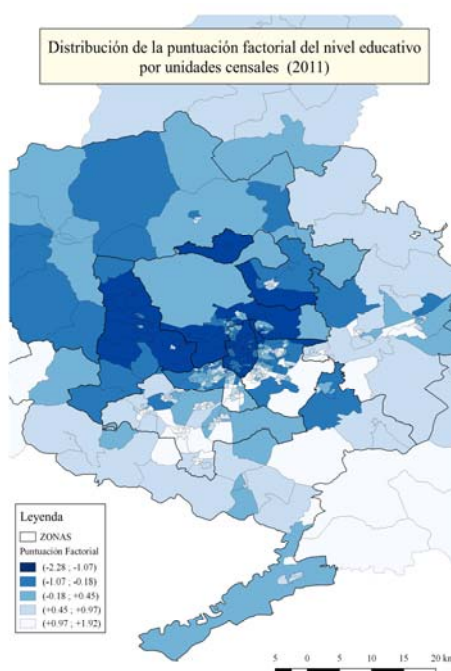 Distribución de la puntuación factorial del nivel educativo
por unidades censales (2011)
Leyenda
ZONAS
Puntuación Factorial
(-2.28 ; -1.07)
(-1.07 ; -0.18)
(-0.18 ; +0.45)
(+0.45 ; +0.97)
(+0.97 ; +1.92)
5 0 5 10 15 20 km